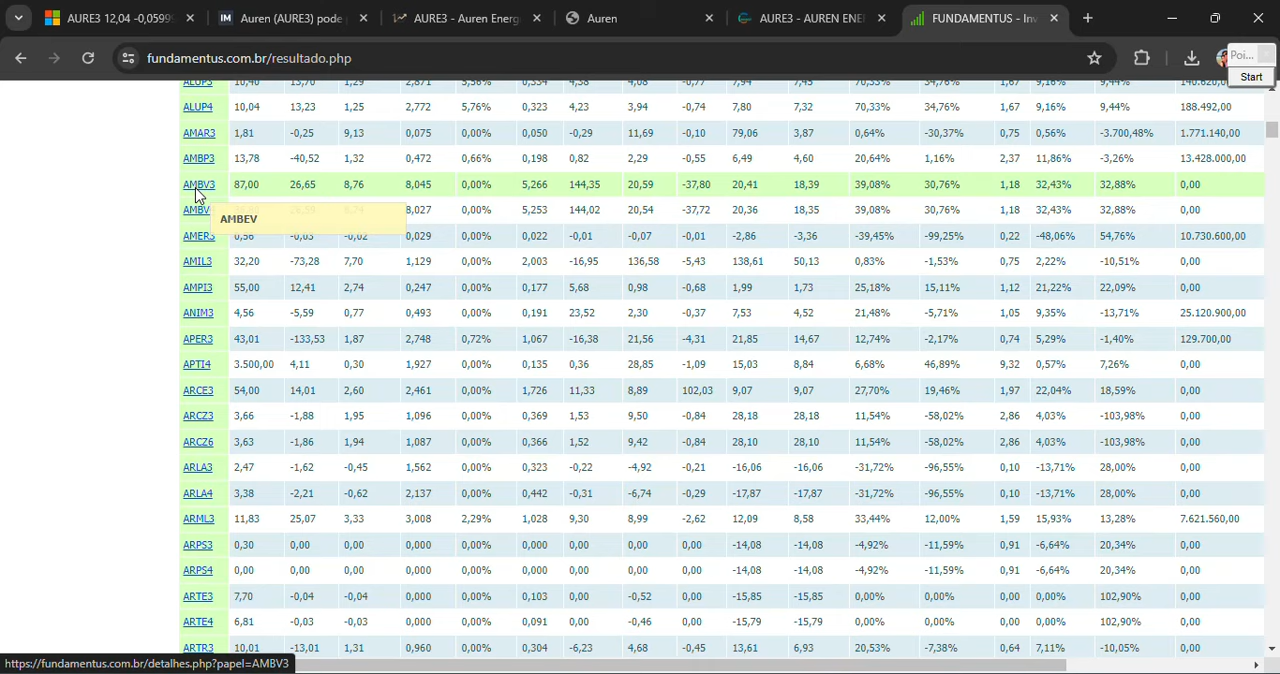 AURE3 12,04 -0,0599
Auren (AURE3) pode
AURE3 - Auren Energ
Auren
AURE3 - AUREN ENE
FUNDAMENTUS - Inv
fundamentus.com.br/resultado.php
Poi...
Start
ALUP3 10,40 13,70 1,29 2,871 5,56% 0,334 4,38 4,08 -0,77 7,94 7,45 70,33% 34,76% 1,67 9,16% 9,44%
ALUP4 10,04 13,23 1,25 2,772 5,76% 0,323 4,23 3,94 -0,74 7,80 7,32 70,33% 34,76% 1,67 9,16% 9,44% 188.492,00
AMAR3 1,81 -0,25 9,13 0,075 0,00% 0,050 -0,29 11,69 -0,10 79,06 3,87 0,64% -30,37% 0,75 0,56% -3.700,48% 1.771.140,00
AMBP3 13,78 -40,52 1,32 0,472 0,66% 0,198 0,82 2,29 -0,55 6,49 4,60 20,64% 1,16% 2,37 11,86% -3,26% 13.428.000,00
AMBV3 87,00 26,65 8,76 8,045 0,00% 5,266 144,35 20,59 -37,80 20,41 18,39 39,08% 30,76% 1,18 32,43% 32,88% 0,00
AMBV 8,027 0,00% 5,253 144,02 20,54 -37,72 20,36 18,35 39,08% 30,76% 1,18 32,43% 32,88% 0,00
AMBEV
AMER3 0,56 -0,03 -0,02 0,029 0,00% 0,022 -0,01 -0,07 -0,01 -2,86 -3,36 -39,45% -99,25% 0,22 -48,06% 54,76% 10.730.600,00
AMIL3 32,20 -73,28 7,70 1,129 0,00% 2,003 -16,95 136,58 -5,43 138,61 50,13 0,83% -1,53% 0,75 2,22% -10,51% 0,00
AMPI3 55,00 12,41 2,74 0,247 0,00% 0,177 5,68 0,98 -0,68 1,99 1,73 25,18% 15,11% 1,12 21,22% 22,09% 0,00
ANIM3 4,56 -5,59 0,77 0,493 0,00% 0,191 23,52 2,30 -0,37 7,53 4,52 21,48% -5,71% 1,05 9,35% -13,71% 25.120.900,00
APER3 43,01 -133,53 1,87 2,748 0,72% 1,067 -16,38 21,56 -4,31 21,85 14,67 12,74% -2,17% 0,74 5,29% -1,40% 129.700,00
APTI4 3.500,00 4,11 0,30 1,927 0,00% 0,135 0,36 28,85 -1,09 15,03 8,84 6,68% 46,89% 9,32 0,57% 7,26% 0,00
ARCE3 54,00 14,01 2,60 2,461 0,00% 1,726 11,33 8,89 102,03 9,07 9,07 27,70% 19,46% 1,97 22,04% 18,59% 0,00
ARCZ3 3,66 -1,88 1,95 1,096 0,00% 0,369 1,53 9,50 -0,84 28,18 28,18 11,54% -58,02% 2,86 4,03% -103,98% 0,00
ARCZ6 3,63 -1,86 1,94 1,087 0,00% 0,366 1,52 9,42 -0,84 28,10 28,10 11,54% -58,02% 2,86 4,03% -103,98% 0,00
ARLA3 2,47 -1,62 -0,45 1,562 0,00% 0,323 -0,22 -4,92 -0,21 -16,06 -16,06 -31,72% -96,55% 0,10 -13,71% 28,00% 0,00
ARLA4 3,38 -2,21 -0,62 2,137 0,00% 0,442 -0,31 -6,74 -0,29 -17,87 -17,87 -31,72% -96,55% 0,10 -13,71% 28,00% 0,00
ARML3 11,83 25,07 3,33 3,008 2,29% 1,028 9,30 8,99 -2,62 12,09 8,58 33,44% 12,00% 1,59 15,93% 13,28% 7.621.560,00
ARPS3 0,30 0,00 0,00 0,000 0,00% 0,000 0,00 0,00 0,00 -14,08 -14,08 -4,92% -11,59% 0,91 -6,64% 20,34% 0,00
ARPS4 0,00 0,00 0,00 0,000 0,00% 0,000 0,00 0,00 0,00 -14,08 -14,08 -4,92% -11,59% 0,91 -6,64% 20,34% 0,00
ARTE3 7,70 -0,04 -0,04 0,000 0,00% 0,103 0,00 -0,52 0,00 -15,85 -15,85 0,00% 0,00% 0,00 0,00% 102,90% 0,00
ARTE4 6,81 -0,03 -0,03 0,000 0,00% 0,091 0,00 -0,46 0,00 -15,79 -15,79 0,00% 0,00% 0,00 0,00% 102,90% 0,00
ARTR3 10,01 -13,01 1,31 0,960 0,00% 0,304 -6,23 4,68 -0,45 13,61 6,93 20,53% -7,38% 0,64 7,11% -10,05% 0,00
https://fundamentus.com.br/detalhes.php?papel=AMBV3